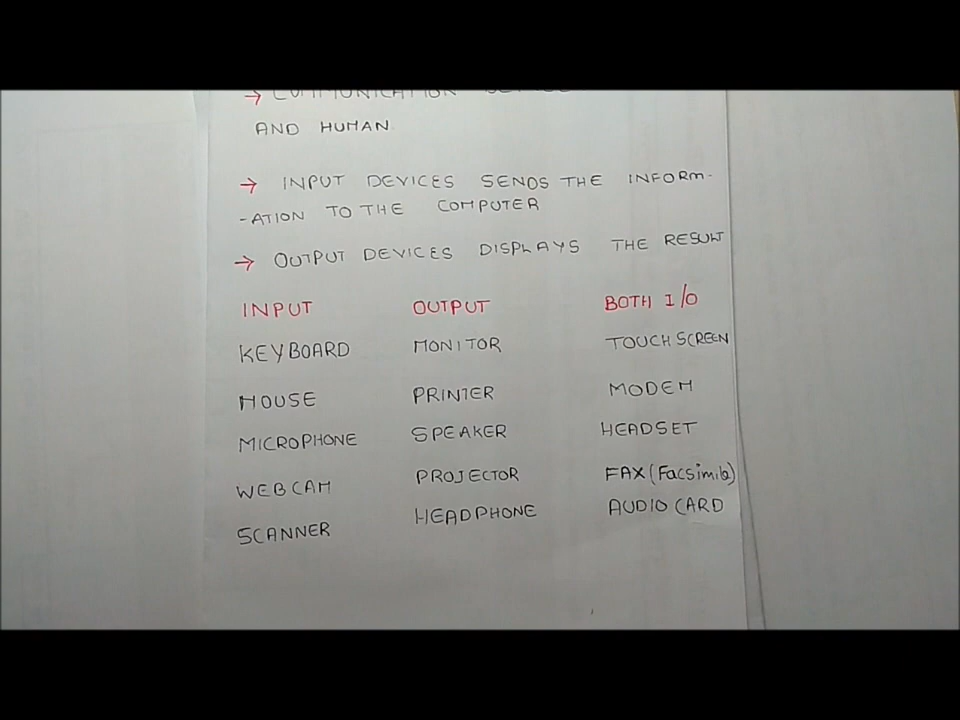 → COMMUNICATION
AND HUMAN
→ INPUT DEVICES SENDS THE INFORM-
-ATION TO THE COMPUTER
→ OUTPUT DEVICES DISPLAYS THE RESULT
INPUT OUTPUT BOTH I/O
KEYBOARD MONITOR TOUCH SCREEN
MOUSE PRINTER MODEM
MICROPHONE SPEAKER HEADSET
WEBCAM PROJECTOR FAX (Facsimile)
SCANNER HEADPHONE AUDIO CARD